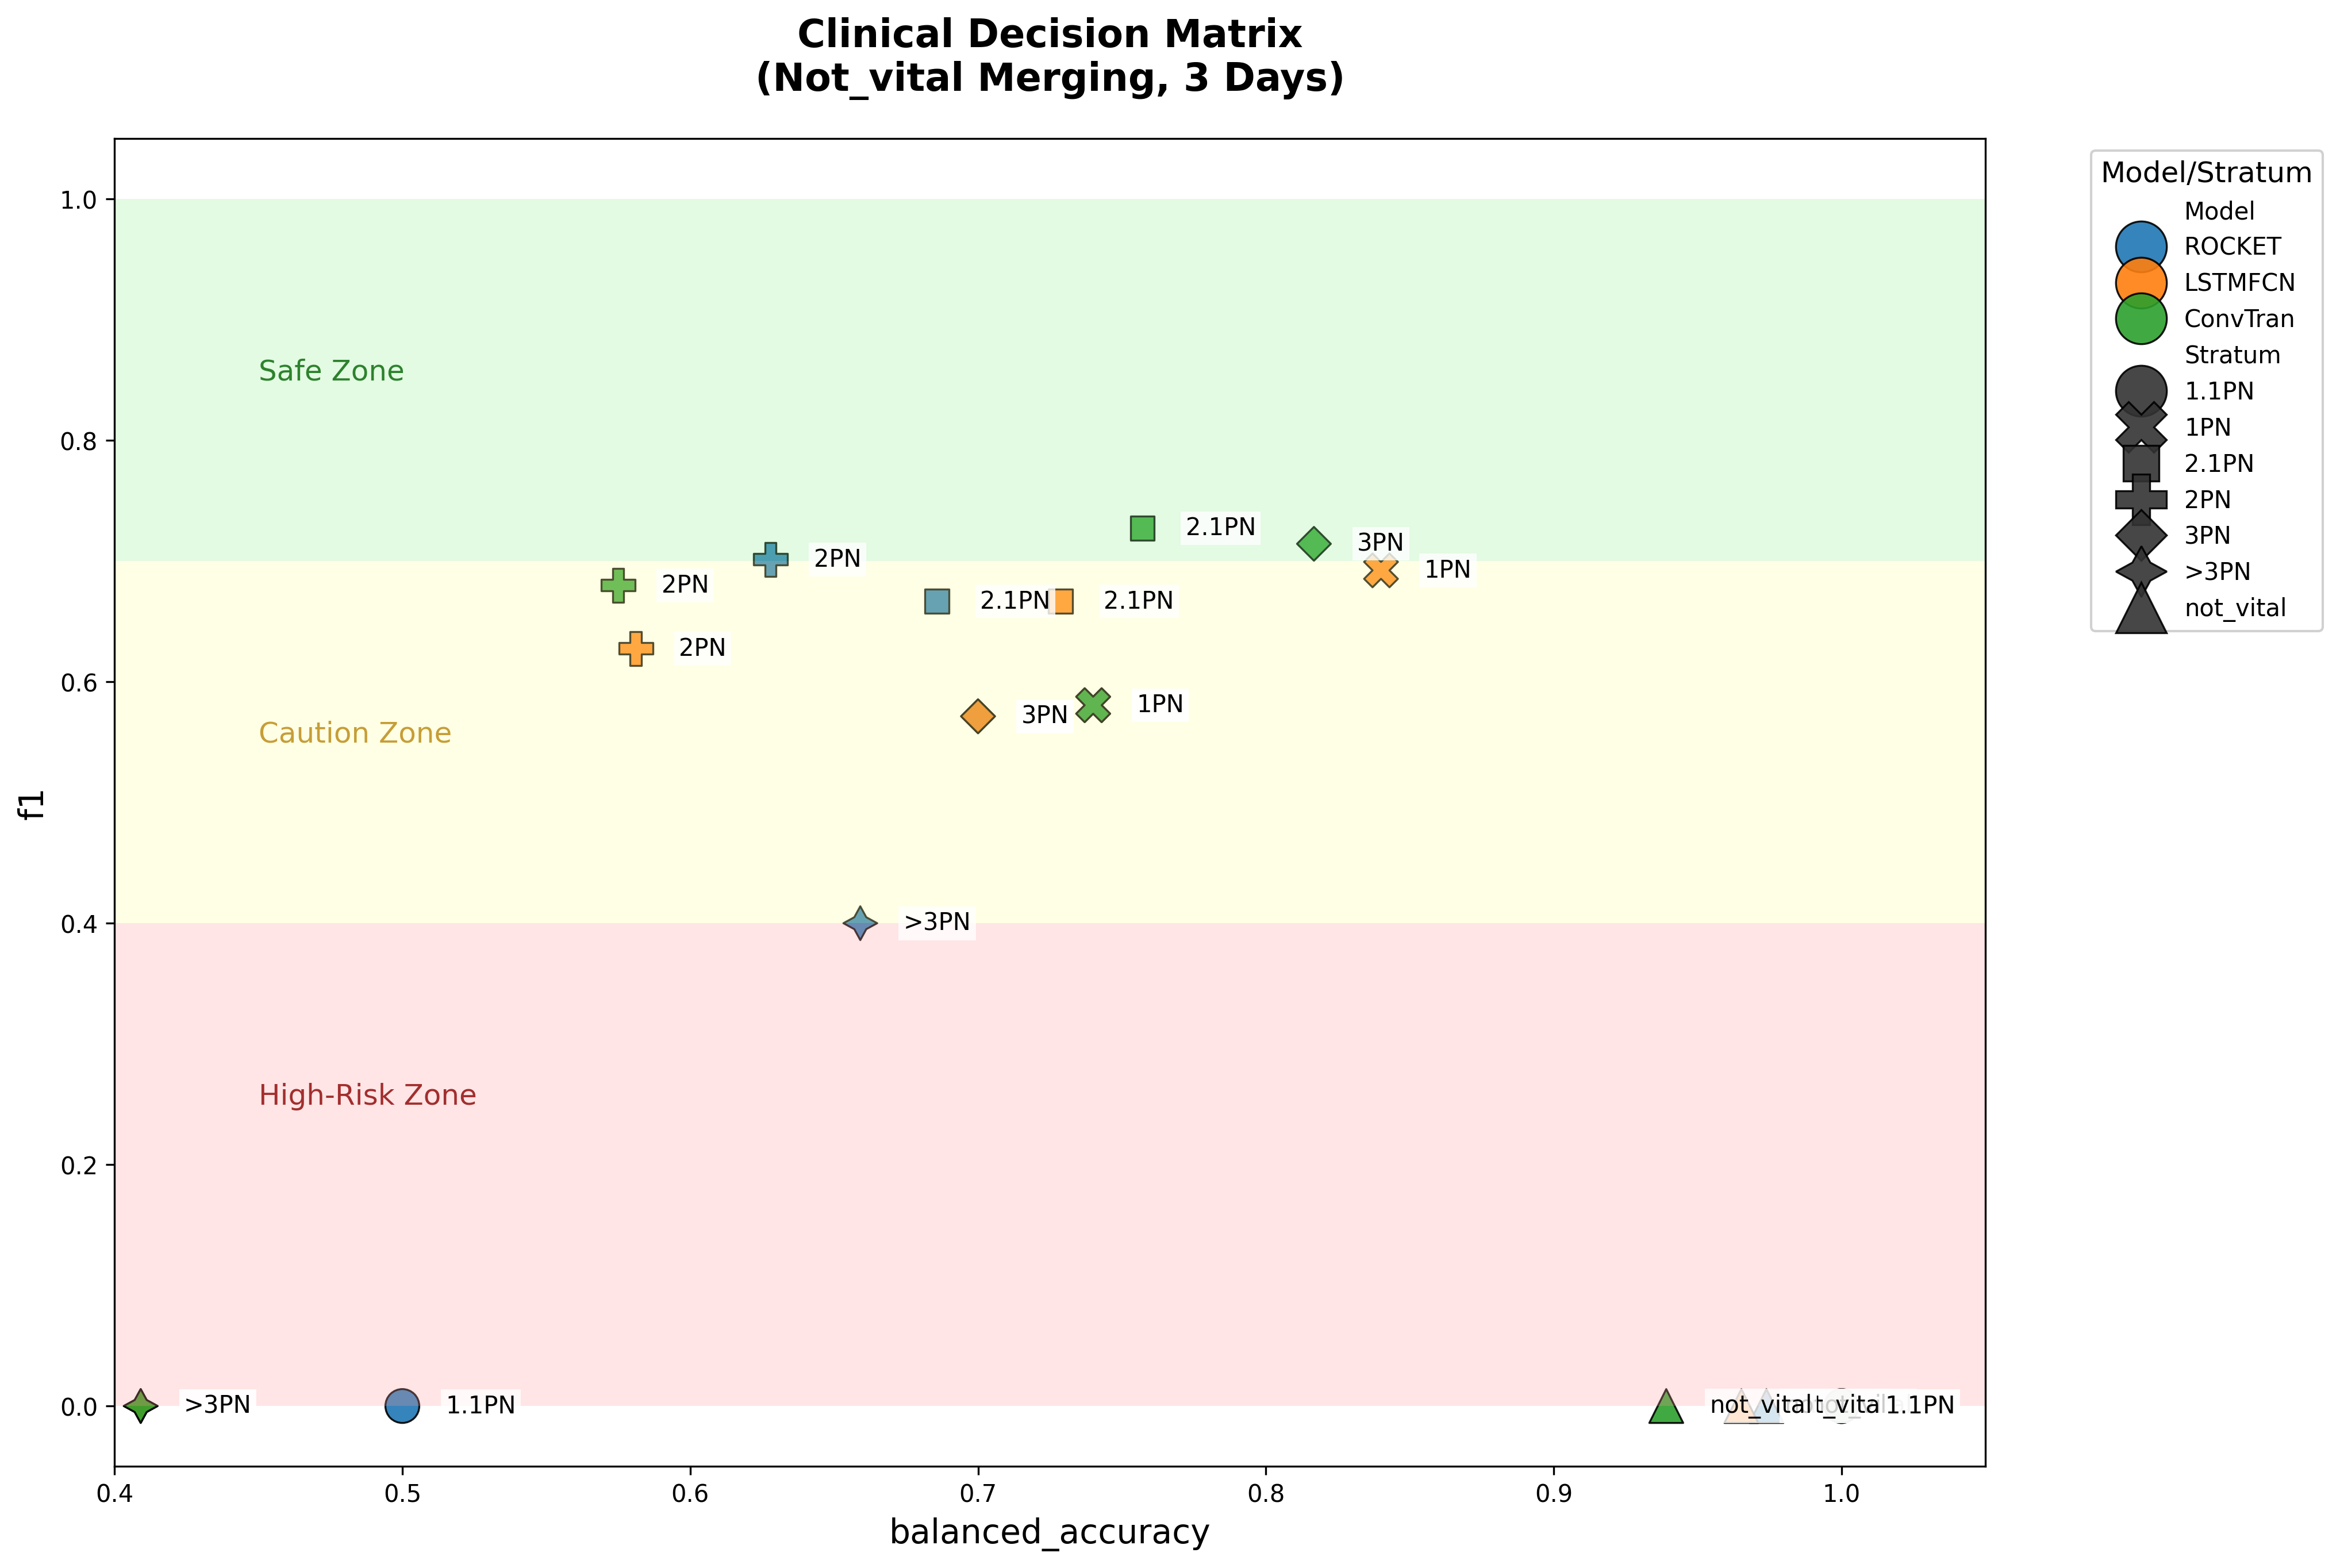 Clinical Decision Matrix
(Not_vital Merging, 3 Days)
Model/Stratum
Model
ROCKET
LSTMFCN
ConvTran
Stratum
1.1PN
1PN
2.1PN
2PN
3PN
>3PN
not_vital
f1
1.0
0.8
0.6
0.4
0.2
0.0
Safe Zone
Caution Zone
High-Risk Zone
2.1PN
3PN
2PN
1PN
2PN
2.1PN
2.1PN
2PN
3PN
1PN
>3PN
>3PN
1.1PN
not_vital
1.1PN
0.4
0.5
0.6
0.7
0.8
0.9
1.0
balanced_accuracy